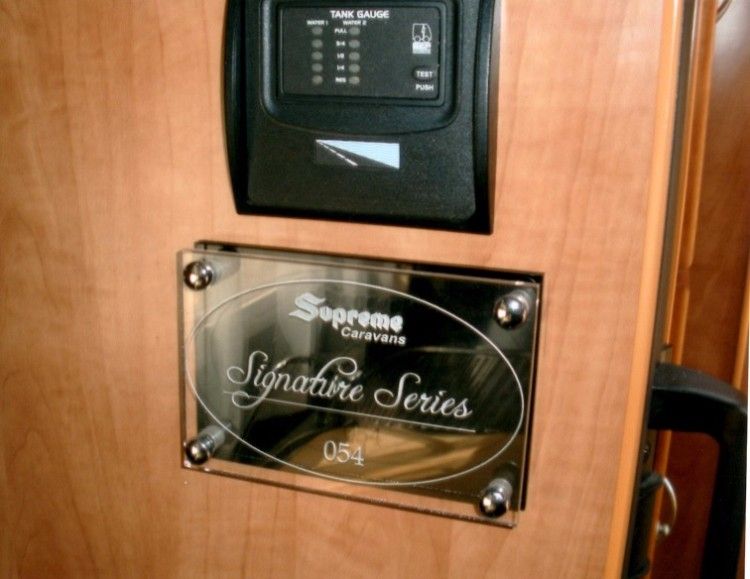 TANK GAUGE
WATER 1 WATER 2
FULL
3/4
1/2
1/4
TEST
PUSH
Supreme
Caravans
Signature Series
054